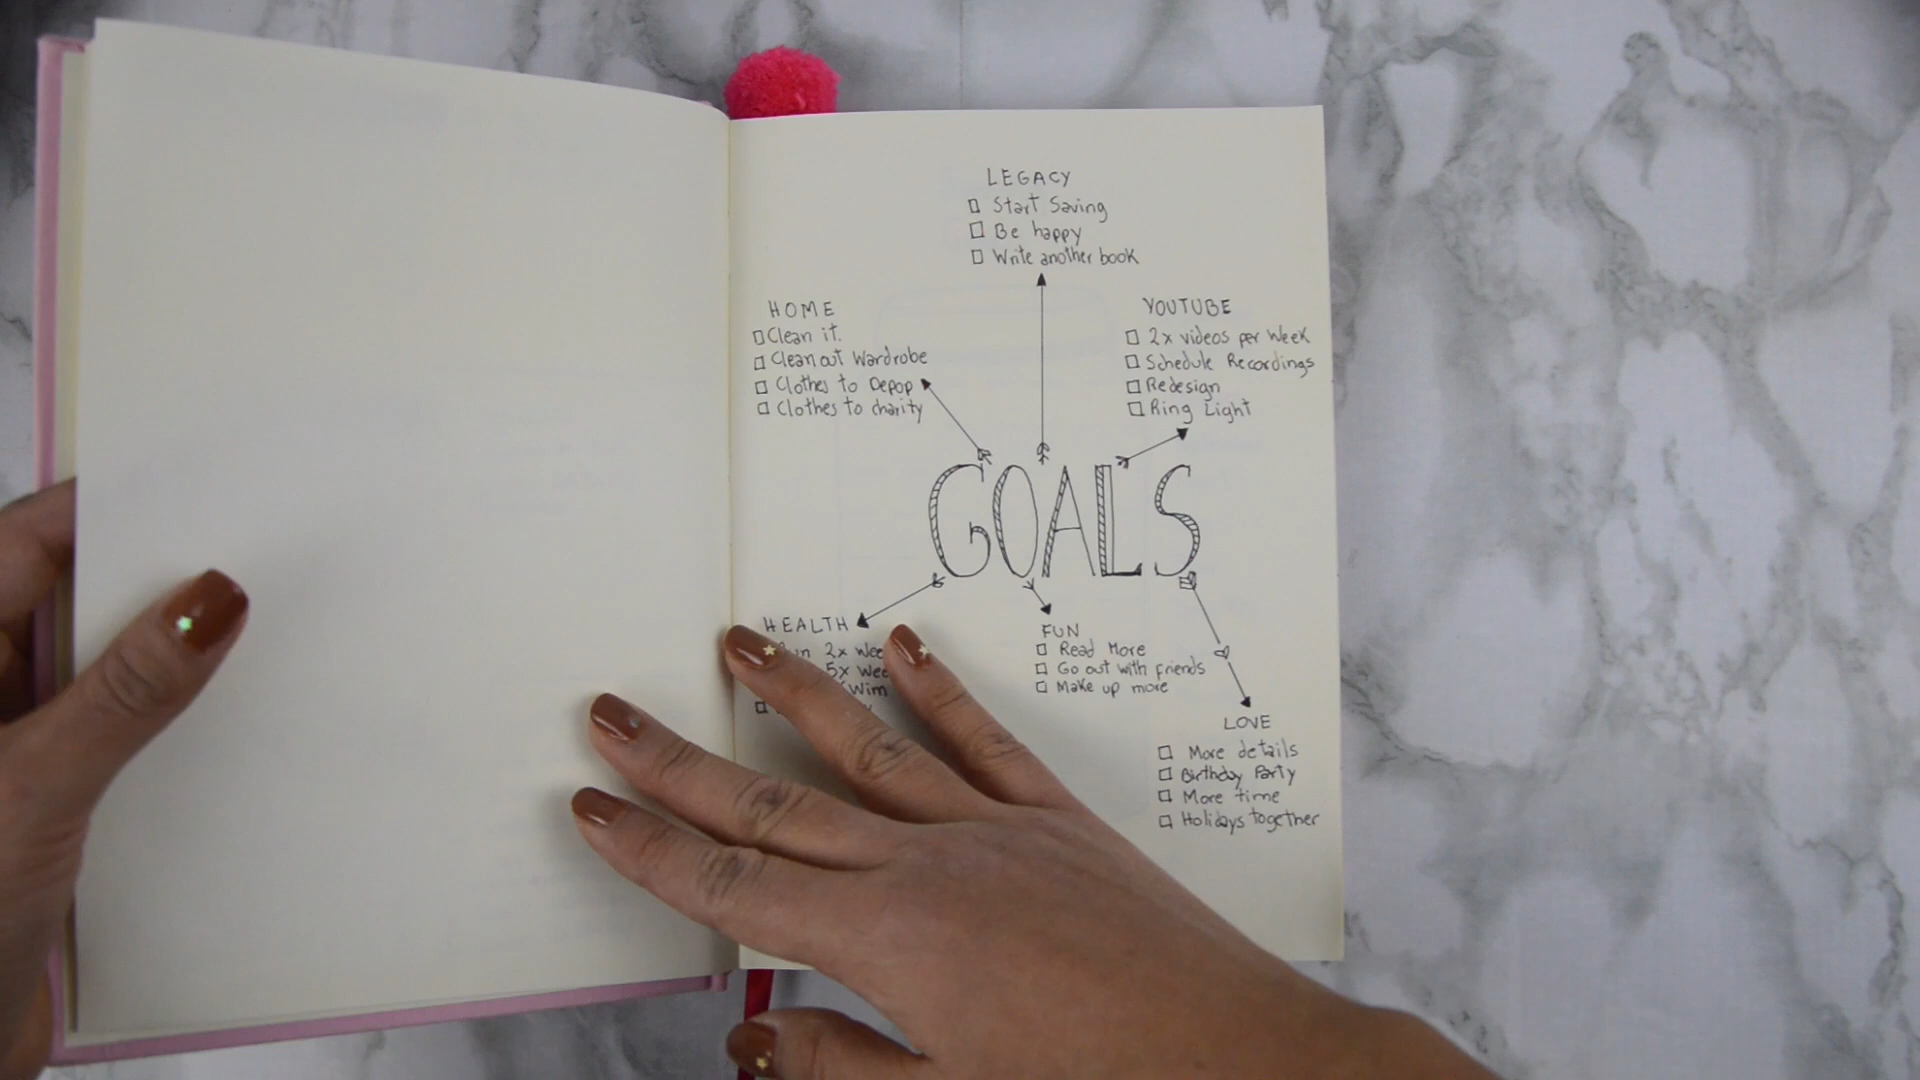 LEGACY
Start Saving
Be happy
Write another book
HOME
Clean it.
Clean out Wardrobe
Clothes to Depop
Clothes to charity
YOUTUBE
2x videos per Week
Schedule Recordings
Redesign
Ring Light
GOALS
HEALTH
2x
5x
FUN
Read More
Go out with friends
Make up more
LOVE
More details
Birthday Party
More time
Holidays together